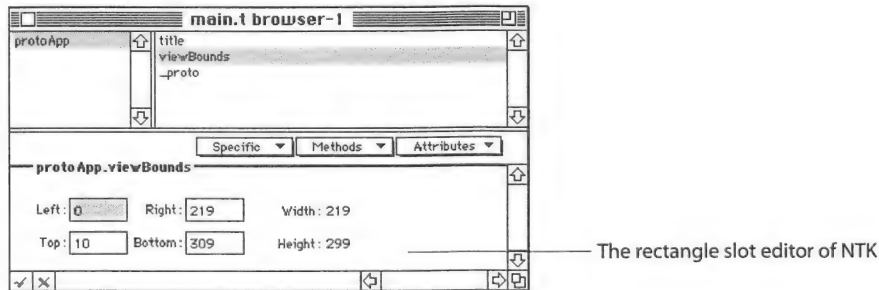 main.t browser-1
protoApp
title
viewBounds
_proto
Specific Methods Attributes
protoApp.viewBounds
Left: 0 Right: 219 Width: 219
Top: 10 Bottom: 309 Height: 299
The rectangle slot editor of NTK